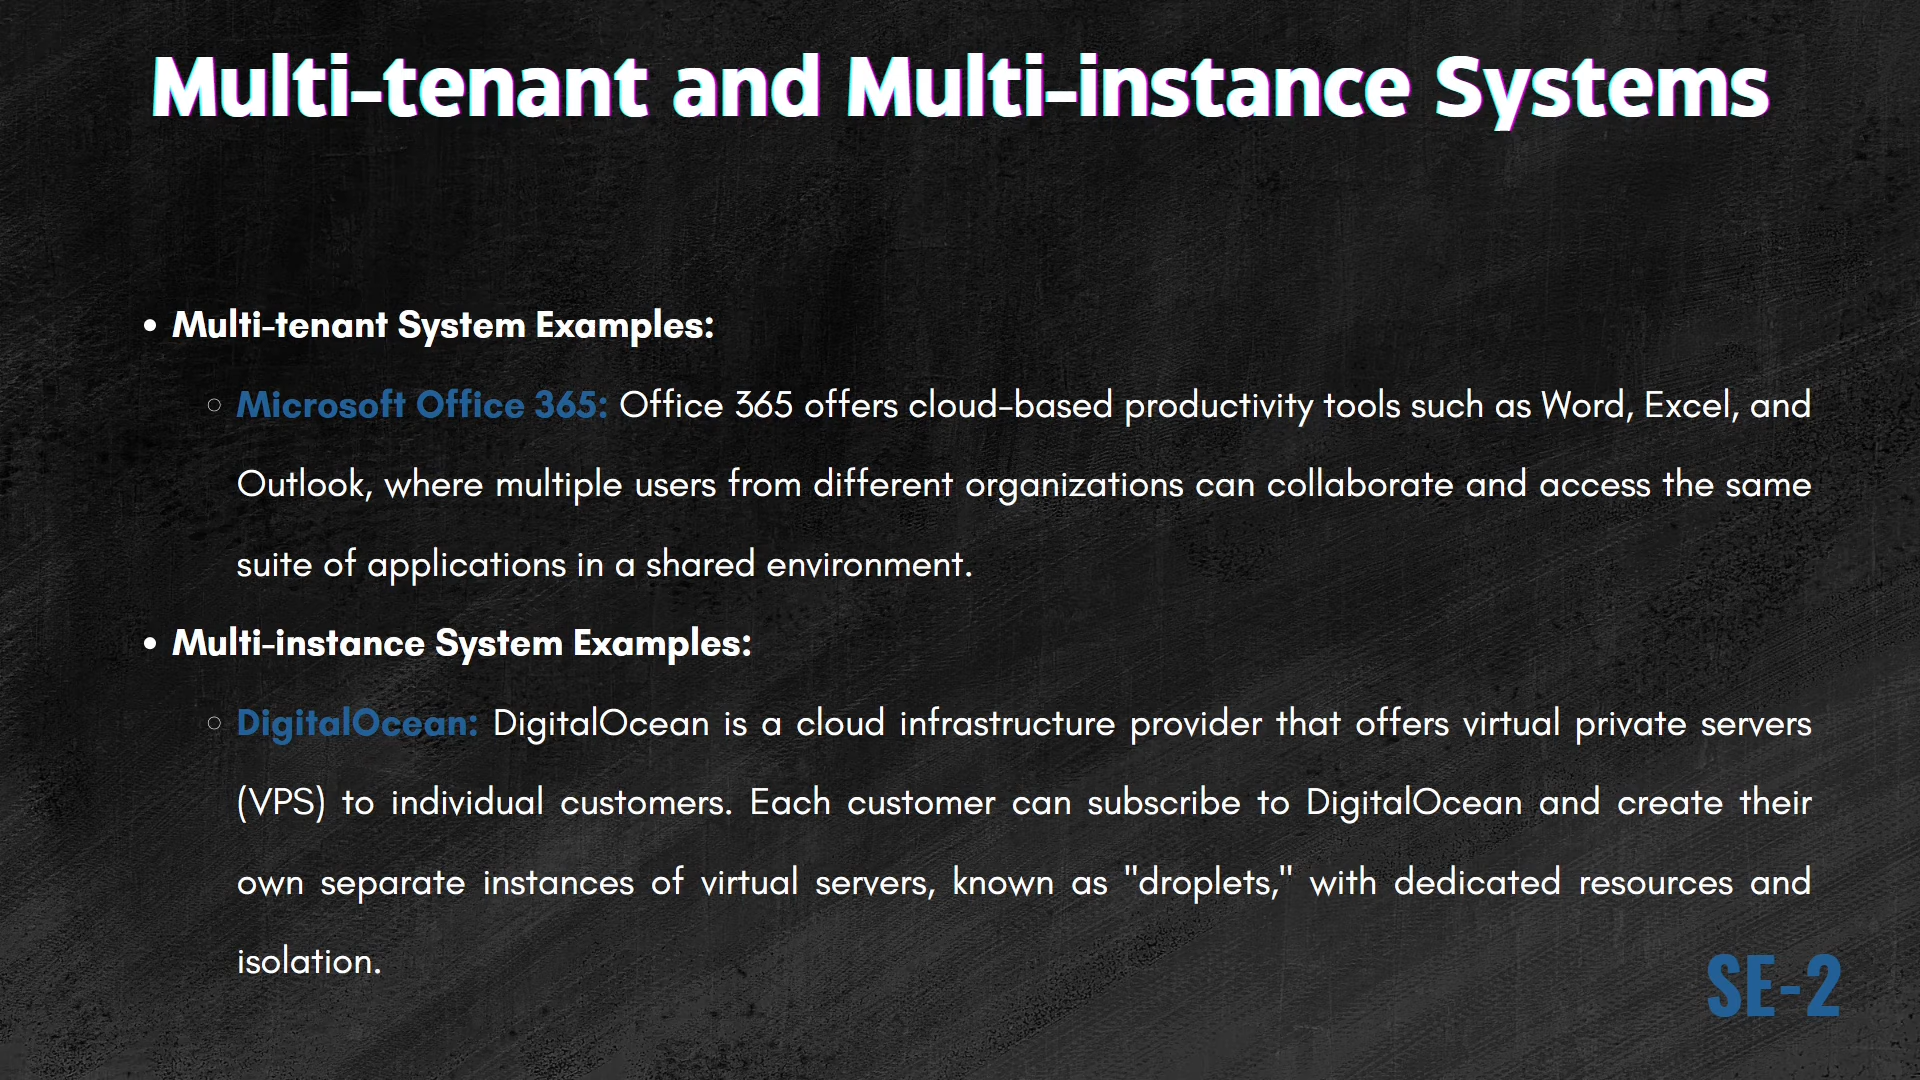 Multi-tenant and Multi-instance Systems
• Multi-tenant System Examples:
○ Microsoft Office 365: Office 365 offers cloud-based productivity tools such as Word, Excel, and
Outlook, where multiple users from different organizations can collaborate and access the same
suite of applications in a shared environment.
• Multi-instance System Examples:
○ DigitalOcean: DigitalOcean is a cloud infrastructure provider that offers virtual private servers
(VPS) to individual customers. Each customer can subscribe to DigitalOcean and create their
own separate instances of virtual servers, known as "droplets," with dedicated resources and
isolation.
SE-2